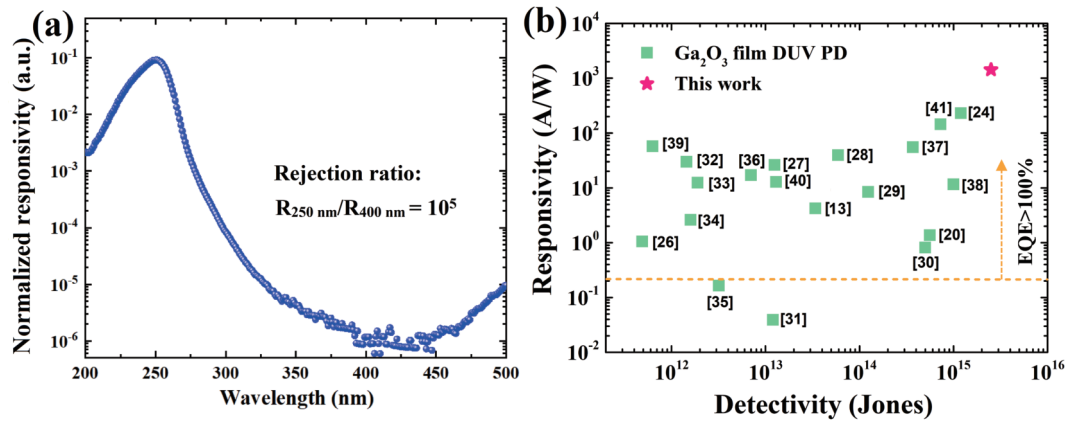 (a)
Normalized responsivity (a.u.)
10⁻¹
10⁻²
10⁻³
10⁻⁴
10⁻⁵
10⁻⁶
Rejection ratio:
R₂₅₀ ₙₘ/R₄₀₀ ₙₘ = 10⁵
200 250 300 350 400 450 500
Wavelength (nm)
(b)
Responsivity (A/W)
10⁴
10³
10²
10¹
10⁰
10⁻¹
10⁻²
Ga₂O₃ film DUV PD
This work
[41] [24]
[39] [32] [36] [27] [28] [37]
[33] [40] [29] [38]
[34] [13]
[26] [20]
[30]
[35]
[31]
EQE>100%
10¹² 10¹³ 10¹⁴ 10¹⁵ 10¹⁶
Detectivity (Jones)